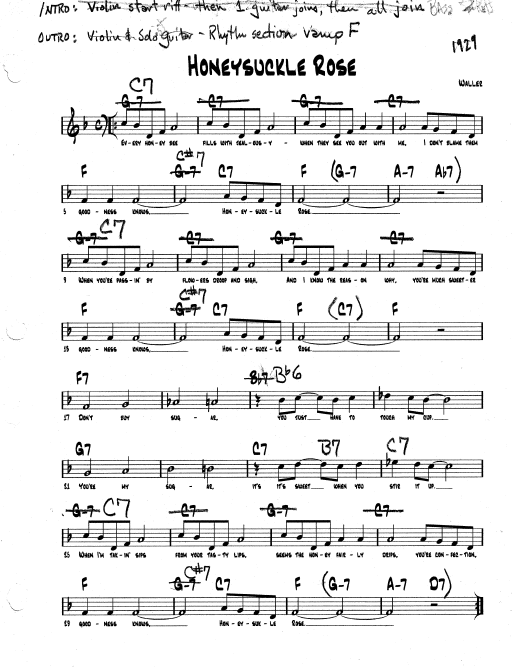 INTRO: Violin start riff - then 1 guitar joins, then all join Bass
OUTRO: Violin & Solo guitar - Rhythm section vamp F
1929
HONEYSUCKLE ROSE
WALLER
C7
G-7 C7 G-7 C7
EV-ERY HON-EY BEE FILLS WITH JEAL-OUS-Y - WHEN THEY SEE YOU OUT WITH ME. I DON'T BLAME THEM
C#7
F G-7 C7 F (G-7 A-7 Ab7)
5 GOOD-NESS KNOWS, HON-EY-SUCK-LE ROSE
C7
G-7 C7 G-7 C7
9 WHEN YOU'RE PASS-IN' BY FLOW-ERS DROOP AND SIGH, AND I KNOW THE REAS-ON WHY, YOU'RE MUCH SWEET-ER
C#7
F G-7 C7 F (C7) F
13 GOOD-NESS KNOWS, HON-EY-SUCK-LE ROSE
F7 Bb7 Bb6
17 DON'T BUY SUG-AR, YOU JUST HAVE TO TOUCH MY CUP.
G7 C7 B7 C7
21 YOU'RE MY SUG-AR, IT'S IT'S SWEET WHEN YOU STIR IT UP.
G-7 C7 C7 G-7 C7
25 WHEN I'M TAK-IN' SIPS FROM YOUR TAS-TY LIPS, SEEMS THE HON-EY FAIR-LY DRIPS, YOU'RE CON-FEC-TION,
C#7
F G-7 C7 F (G-7 A-7 D7)
29 GOOD-NESS KNOWS, HON-EY-SUCK-LE ROSE